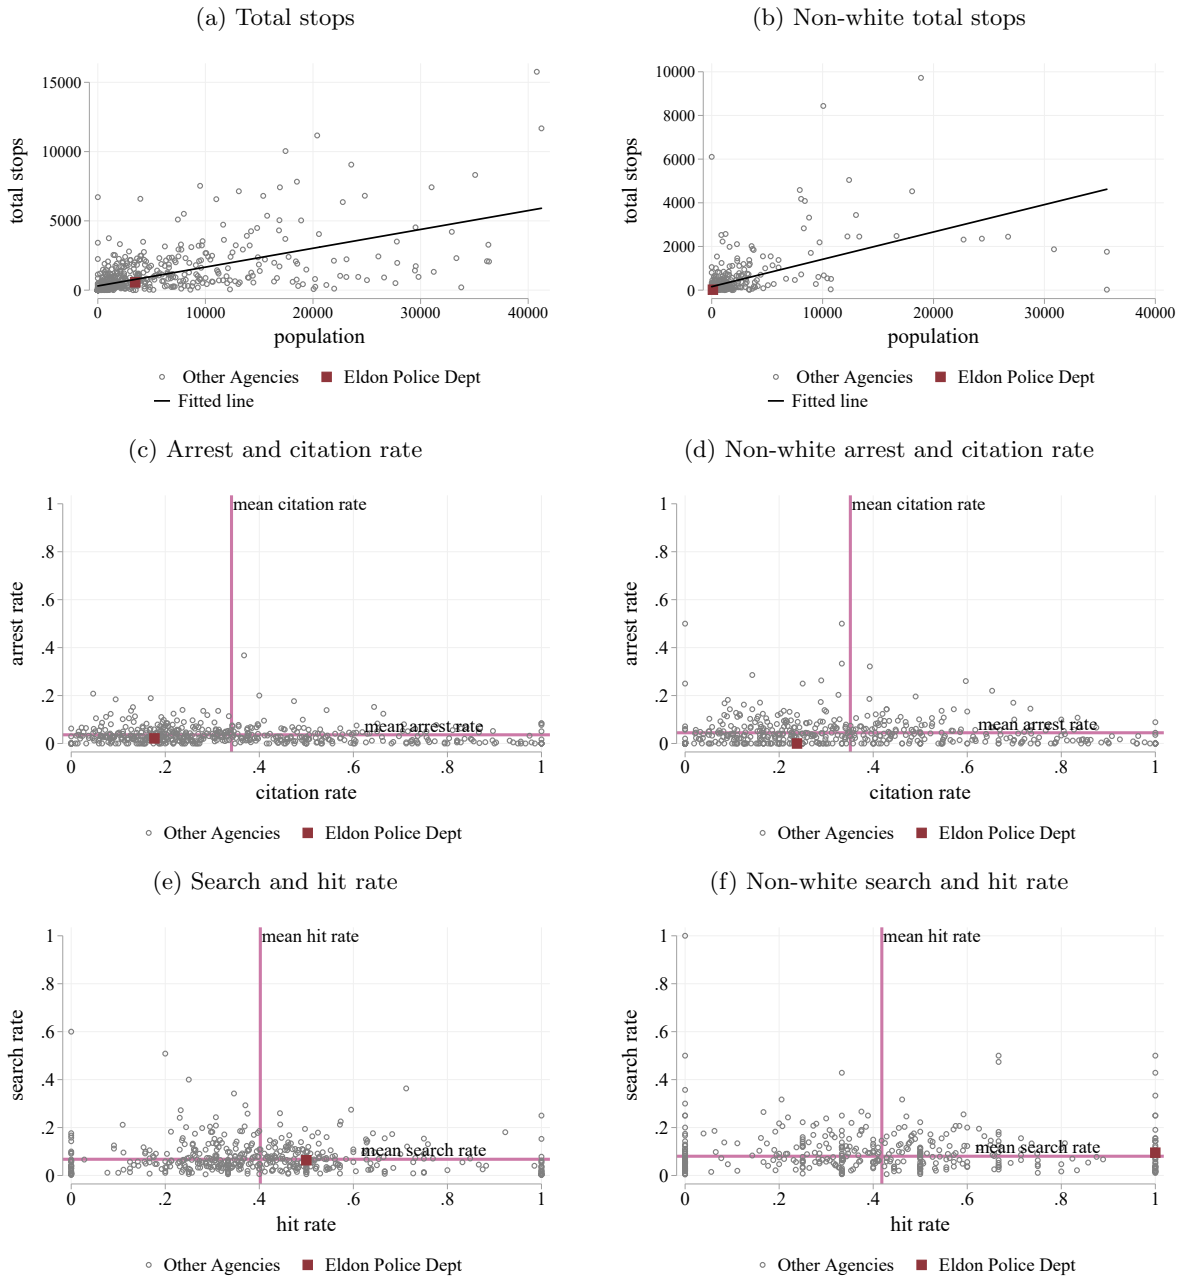 (a) Total stops
(b) Non-white total stops
total stops
15000
10000
5000
0
0 10000 20000 30000 40000
population
Other Agencies Eldon Police Dept
Fitted line
total stops
10000
8000
6000
4000
2000
0
0 10000 20000 30000 40000
population
Other Agencies Eldon Police Dept
Fitted line
(c) Arrest and citation rate
(d) Non-white arrest and citation rate
arrest rate
1
.8
.6
.4
.2
0
mean citation rate
mean arrest rate
0 .2 .4 .6 .8 1
citation rate
Other Agencies Eldon Police Dept
arrest rate
1
.8
.6
.4
.2
0
mean citation rate
mean arrest rate
0 .2 .4 .6 .8 1
citation rate
Other Agencies Eldon Police Dept
(e) Search and hit rate
(f) Non-white search and hit rate
search rate
1
.8
.6
.4
.2
0
mean hit rate
mean search rate
0 .2 .4 .6 .8 1
hit rate
Other Agencies Eldon Police Dept
search rate
1
.8
.6
.4
.2
0
mean hit rate
mean search rate
0 .2 .4 .6 .8 1
hit rate
Other Agencies Eldon Police Dept